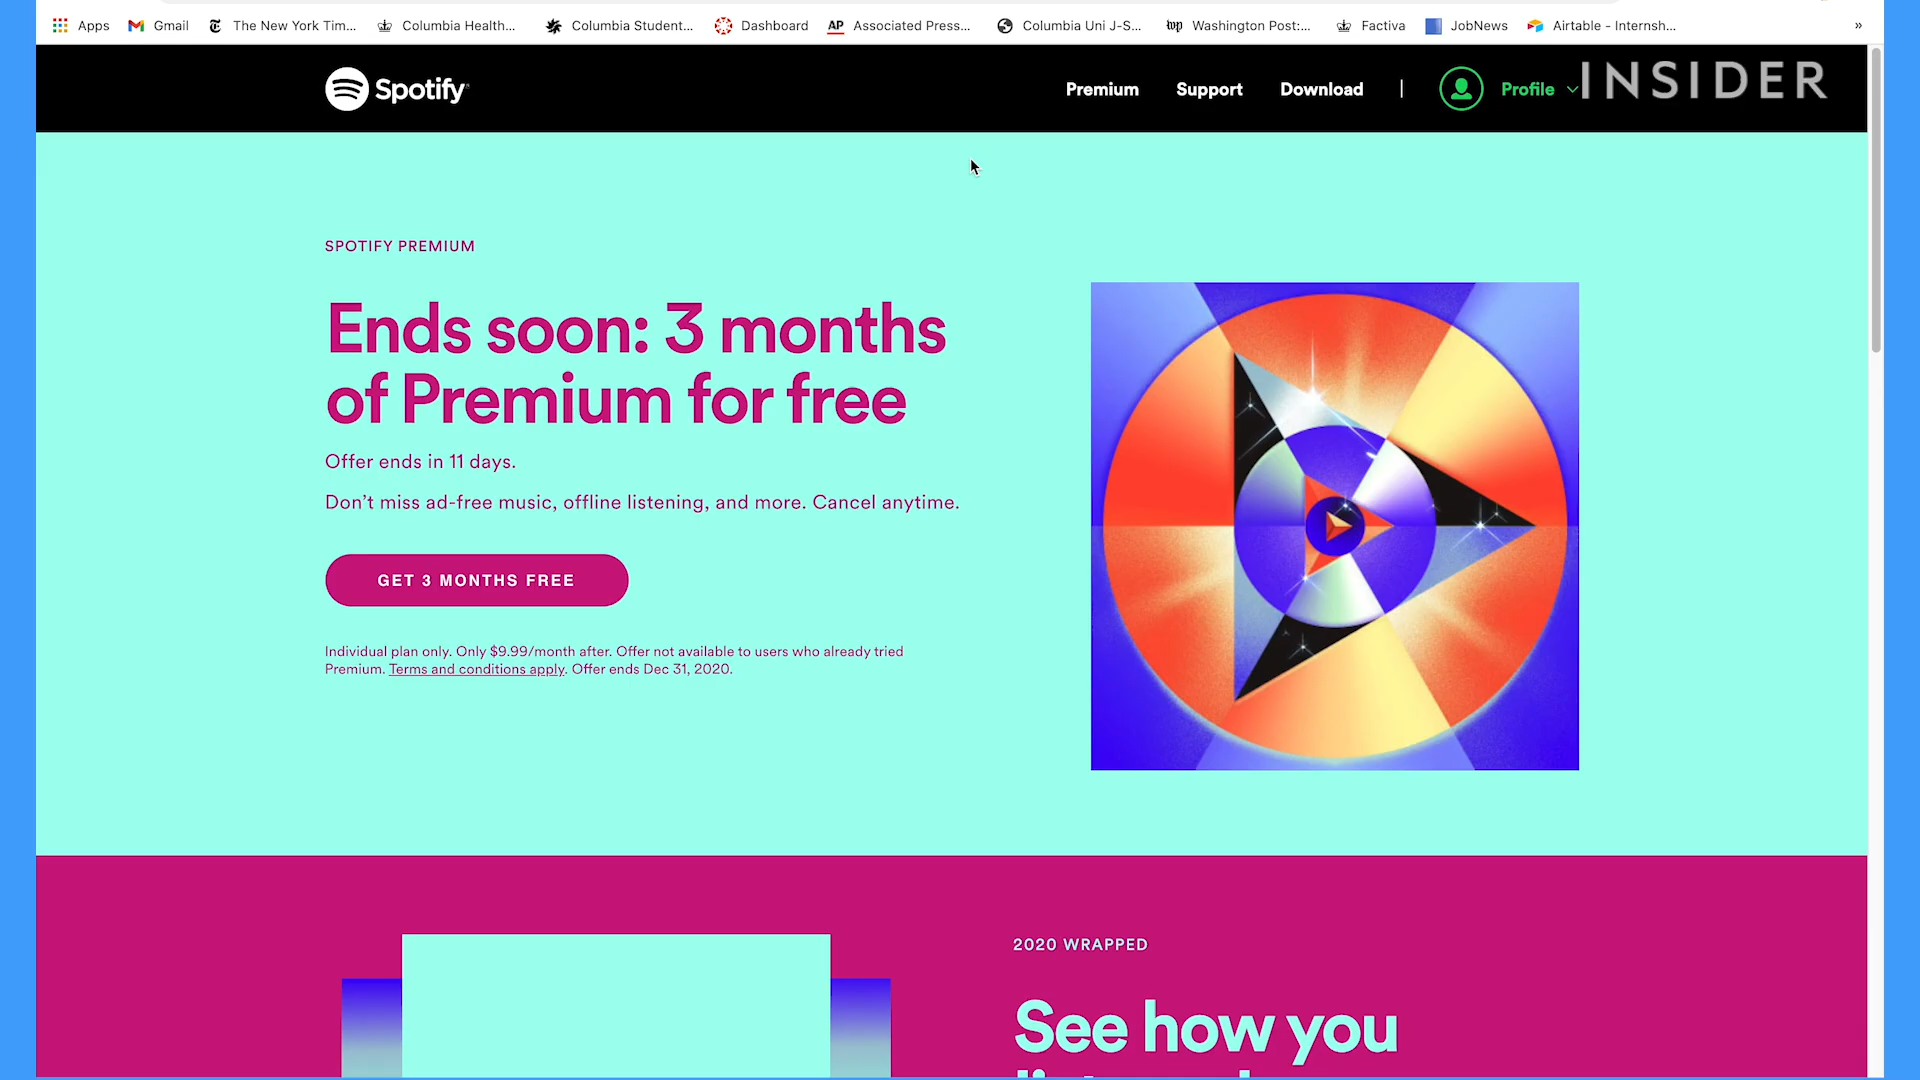 Apps Gmail The New York Tim... Columbia Health... Columbia Student... Dashboard AP Associated Press... Columbia Uni J-S... wp Washington Post:... Factiva JobNews Airtable - Internsh... »
Spotify Premium Support Download | Profile INSIDER
SPOTIFY PREMIUM
Ends soon: 3 months
of Premium for free
Offer ends in 11 days.
Don’t miss ad-free music, offline listening, and more. Cancel anytime.
GET 3 MONTHS FREE
Individual plan only. Only $9.99/month after. Offer not available to users who already tried
Premium. Terms and conditions apply. Offer ends Dec 31, 2020.
2020 WRAPPED
See how you